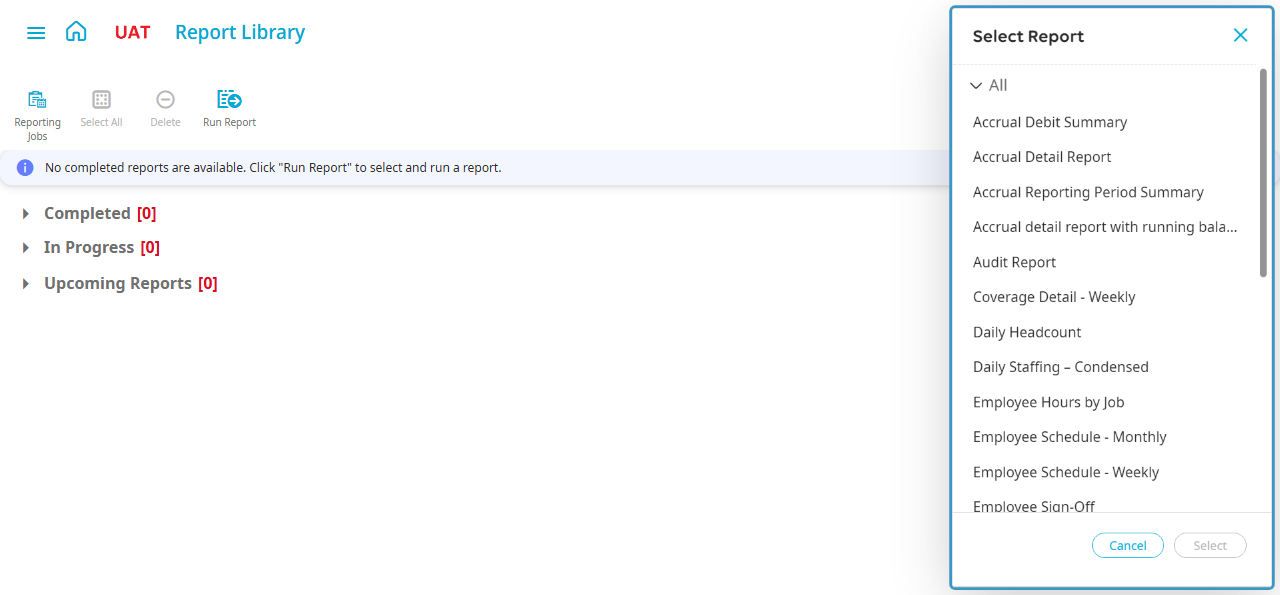 UAT Report Library
Reporting Jobs
Select All
Delete
Run Report
No completed reports are available. Click "Run Report" to select and run a report.
Completed [0]
In Progress [0]
Upcoming Reports [0]
Select Report
All
Accrual Debit Summary
Accrual Detail Report
Accrual Reporting Period Summary
Accrual detail report with running bala...
Audit Report
Coverage Detail - Weekly
Daily Headcount
Daily Staffing – Condensed
Employee Hours by Job
Employee Schedule - Monthly
Employee Schedule - Weekly
Employee Sign-Off
Cancel
Select